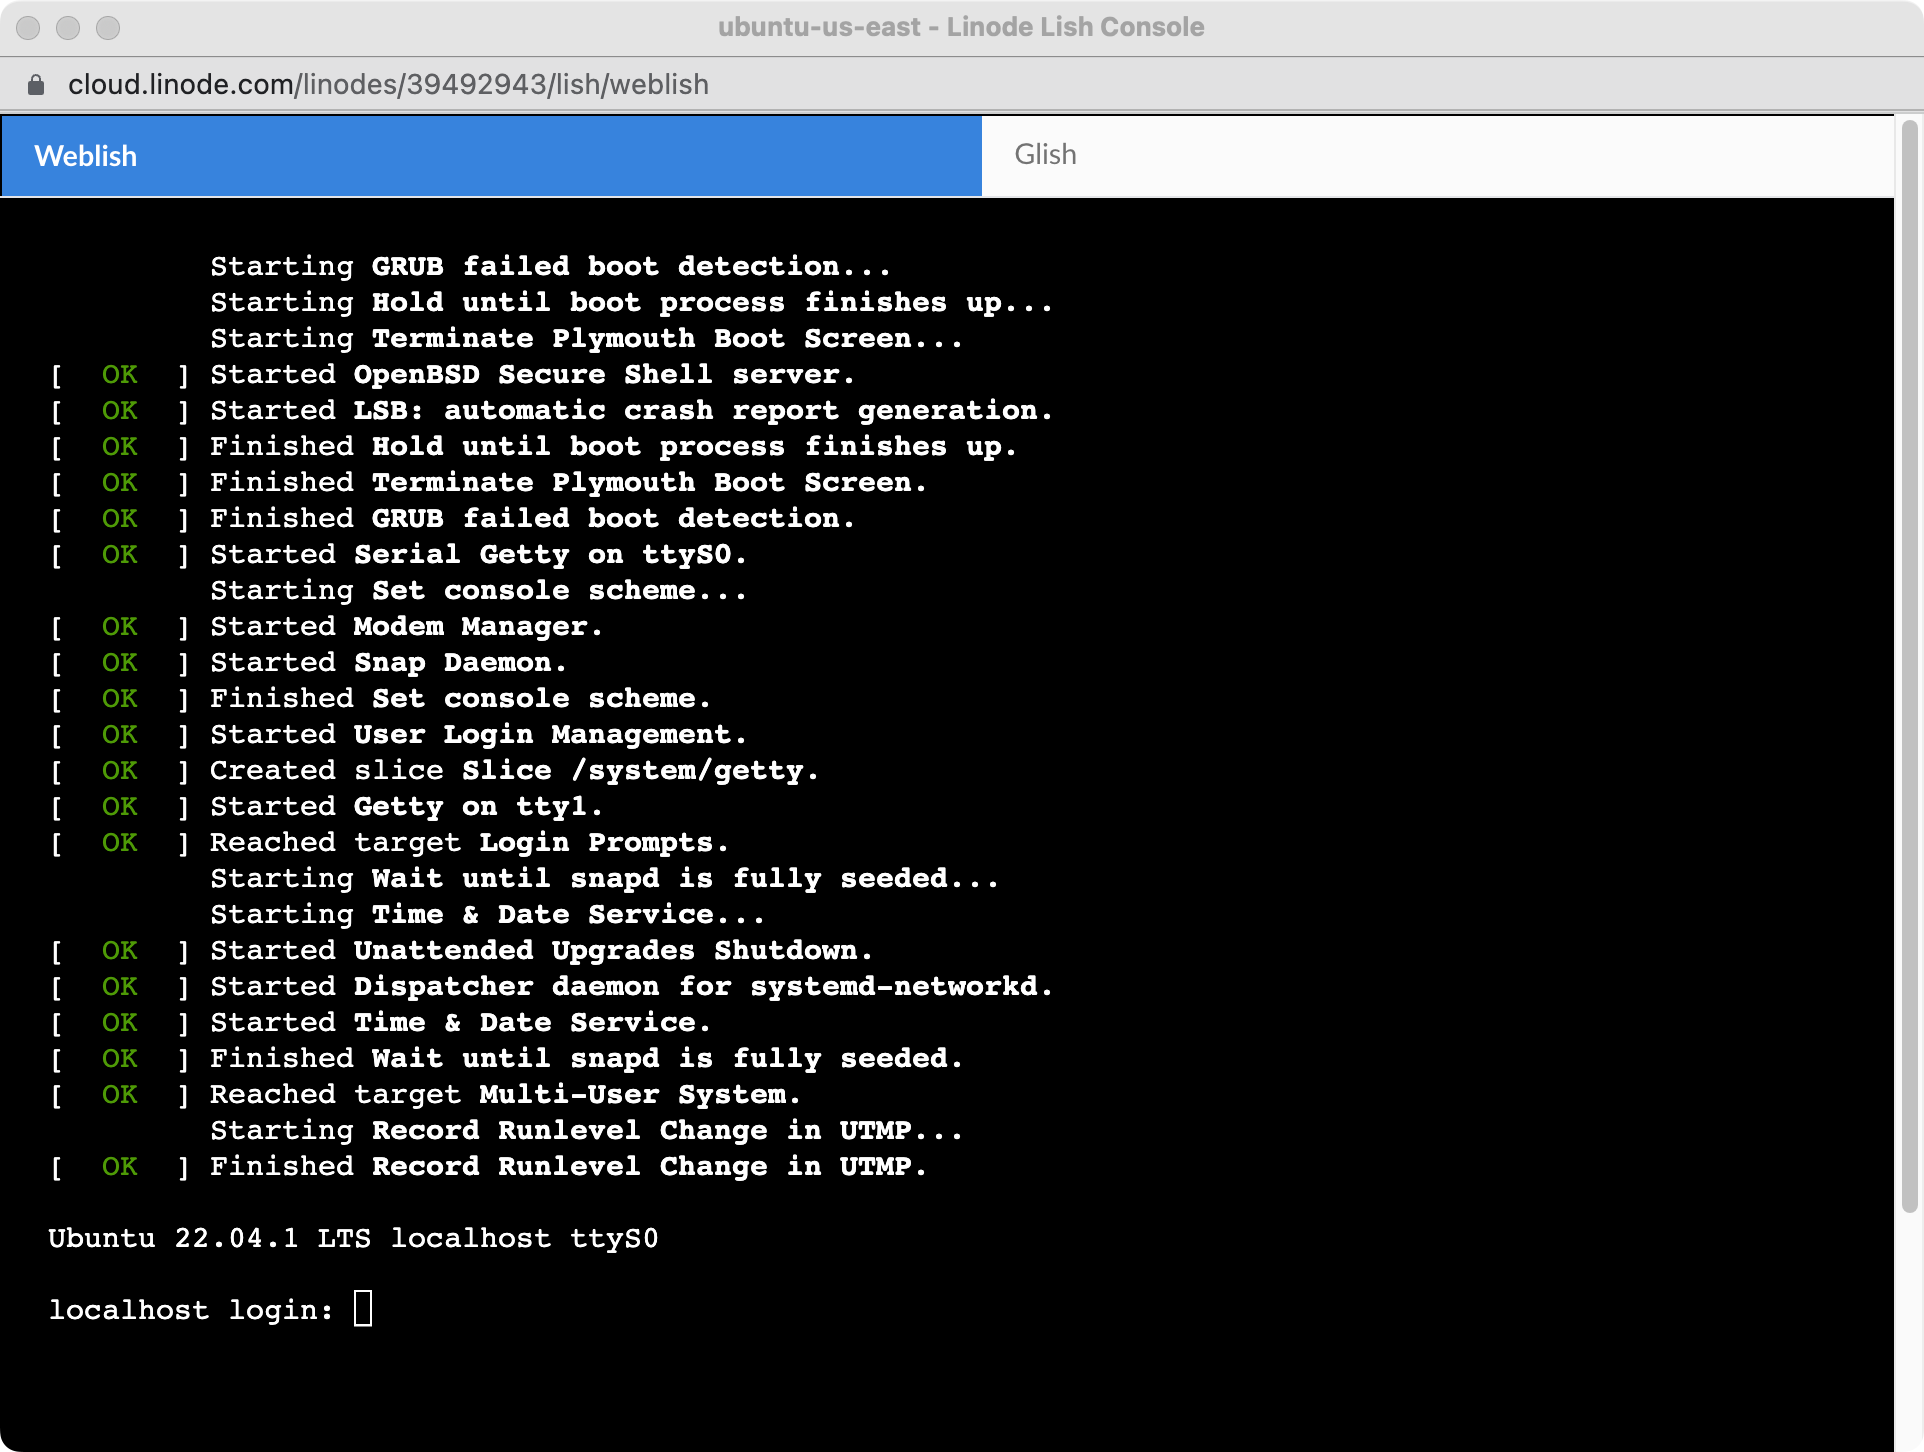 ubuntu-us-east - Linode Lish Console
cloud.linode.com/linodes/39492943/lish/weblish
Weblish
Glish
Starting GRUB failed boot detection...
Starting Hold until boot process finishes up...
Starting Terminate Plymouth Boot Screen...
[  OK  ] Started OpenBSD Secure Shell server.
[  OK  ] Started LSB: automatic crash report generation.
[  OK  ] Finished Hold until boot process finishes up.
[  OK  ] Finished Terminate Plymouth Boot Screen.
[  OK  ] Finished GRUB failed boot detection.
[  OK  ] Started Serial Getty on ttyS0.
Starting Set console scheme...
[  OK  ] Started Modem Manager.
[  OK  ] Started Snap Daemon.
[  OK  ] Finished Set console scheme.
[  OK  ] Started User Login Management.
[  OK  ] Created slice Slice /system/getty.
[  OK  ] Started Getty on tty1.
[  OK  ] Reached target Login Prompts.
Starting Wait until snapd is fully seeded...
Starting Time & Date Service...
[  OK  ] Started Unattended Upgrades Shutdown.
[  OK  ] Started Dispatcher daemon for systemd-networkd.
[  OK  ] Started Time & Date Service.
[  OK  ] Finished Wait until snapd is fully seeded.
[  OK  ] Reached target Multi-User System.
Starting Record Runlevel Change in UTMP...
[  OK  ] Finished Record Runlevel Change in UTMP.
Ubuntu 22.04.1 LTS localhost ttyS0
localhost login: